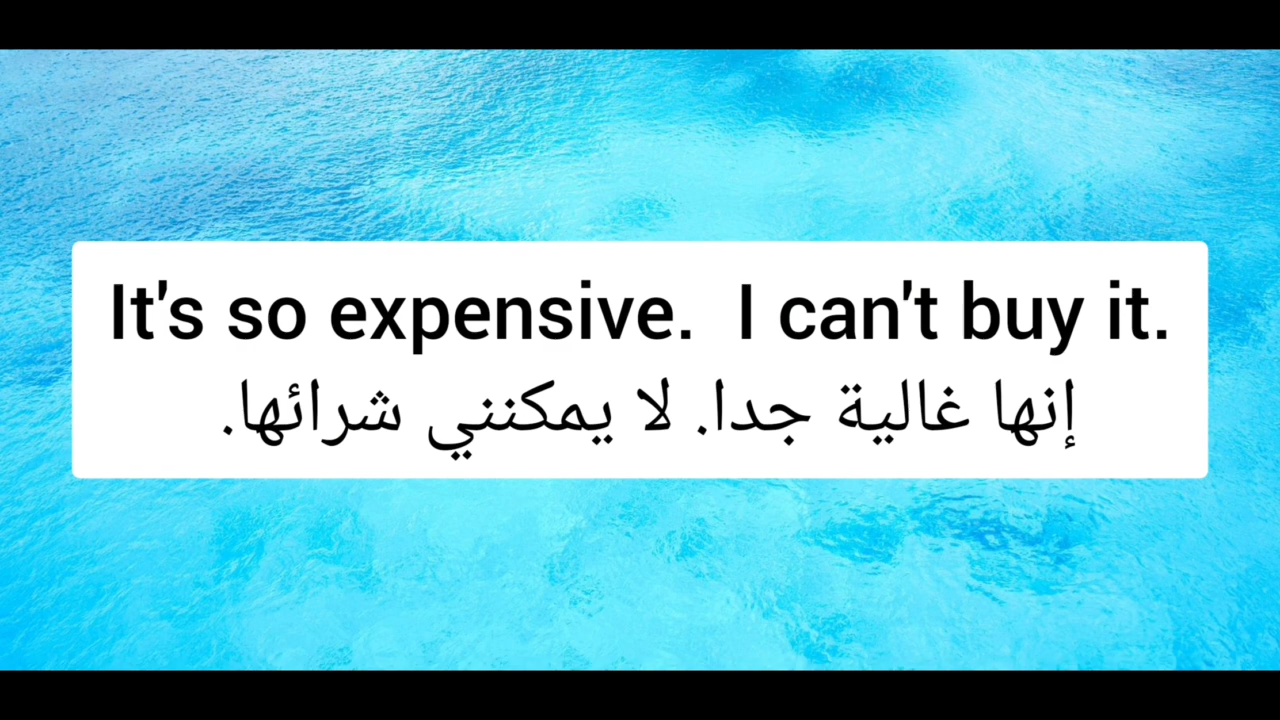 It's so expensive.  I can't buy it.
إنها غالية جدا. لا يمكنني شرائها.